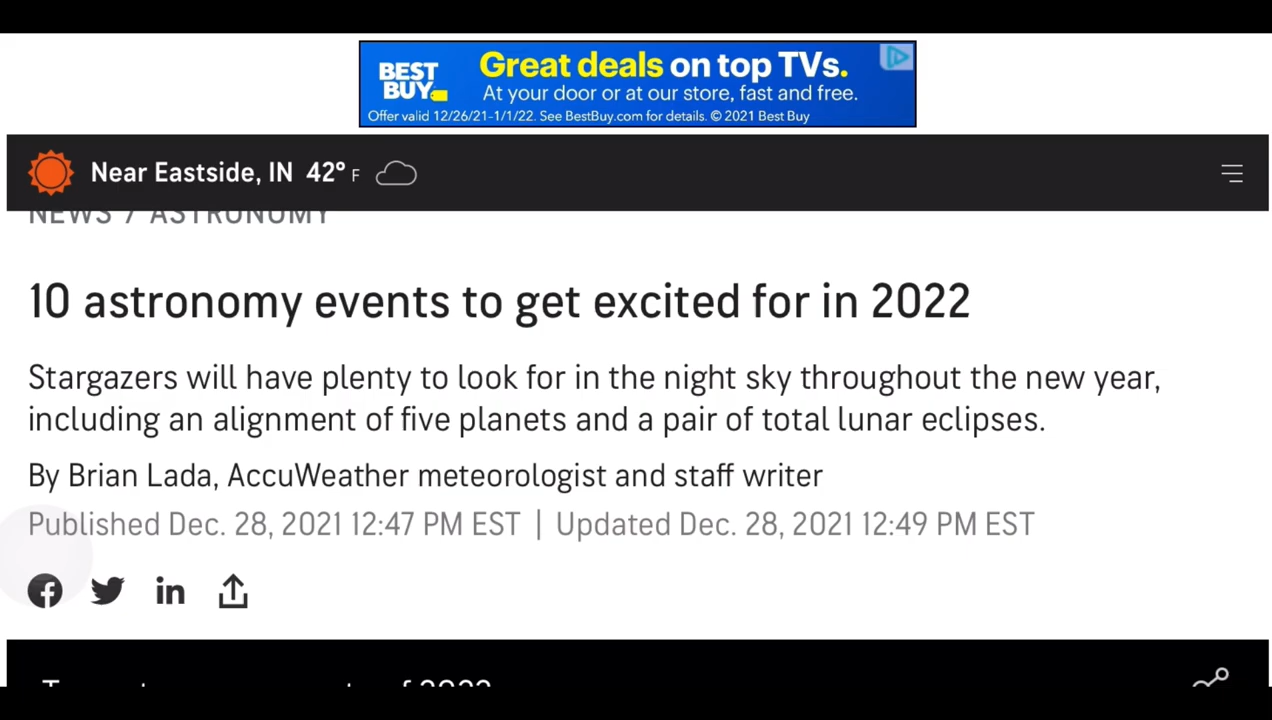 BEST
BUY
Great deals on top TVs.
At your door or at our store, fast and free.
Offer valid 12/26/21-1/1/22. See BestBuy.com for details. © 2021 Best Buy
Near Eastside, IN 42° F
NEWS / ASTRONOMY
10 astronomy events to get excited for in 2022
Stargazers will have plenty to look for in the night sky throughout the new year,
including an alignment of five planets and a pair of total lunar eclipses.
By Brian Lada, AccuWeather meteorologist and staff writer
Published Dec. 28, 2021 12:47 PM EST | Updated Dec. 28, 2021 12:49 PM EST
in